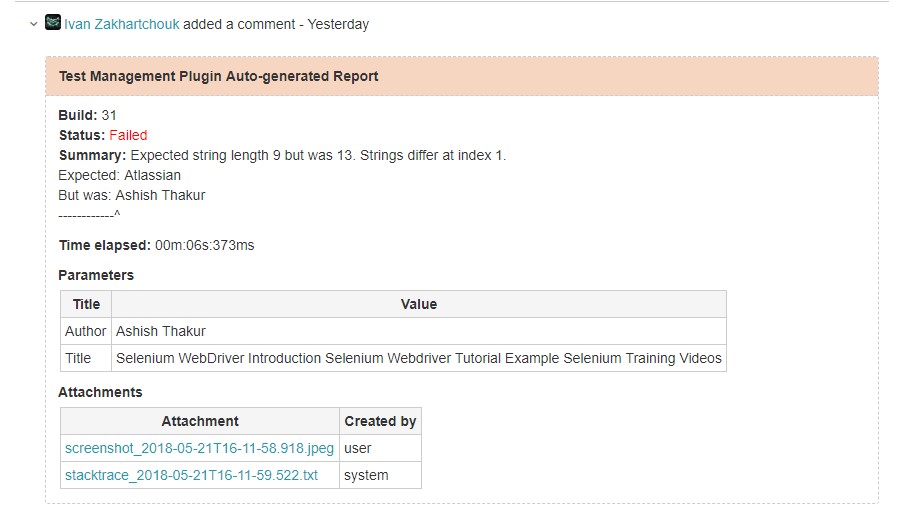 Ivan Zakhartchouk added a comment - Yesterday
Test Management Plugin Auto-generated Report
Build: 31
Status: Failed
Summary: Expected string length 9 but was 13. Strings differ at index 1.
Expected: Atlassian
But was: Ashish Thakur
------------^
Time elapsed: 00m:06s:373ms
Parameters
Title Value
Author Ashish Thakur
Title Selenium WebDriver Introduction Selenium Webdriver Tutorial Example Selenium Training Videos
Attachments
Attachment Created by
screenshot_2018-05-21T16-11-58.918.jpeg user
stacktrace_2018-05-21T16-11-59.522.txt system